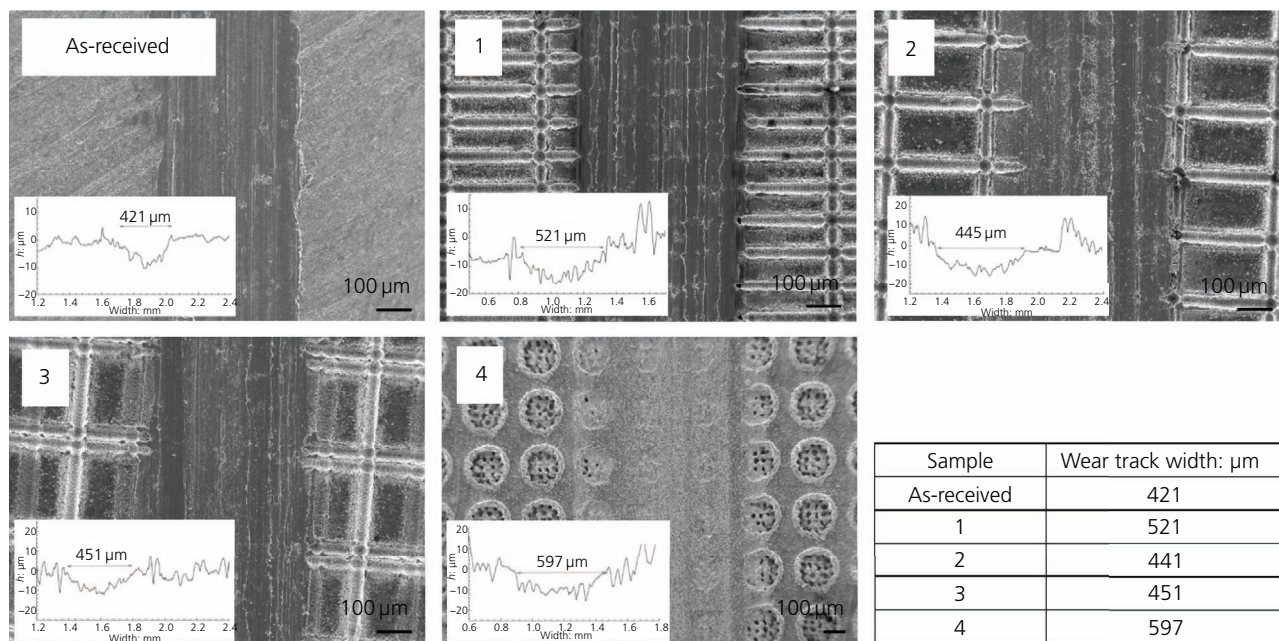 As-received
421 µm
h: µm
10
0
–10
–20
1.2 1.4 1.6 1.8 2.0 2.2 2.4
Width: mm
100 µm
1
521 µm
h: µm
10
0
–10
–20
0.6 0.8 1.0 1.2 1.4 1.6
Width: mm
100 µm
2
445 µm
h: µm
20
10
0
–10
–20
1.2 1.4 1.6 1.8 2.0 2.2 2.4
Width: mm
100 µm
3
451 µm
h: µm
20
10
0
–10
–20
1.2 1.4 1.6 1.8 2.0 2.2 2.4
Width: mm
100 µm
4
597 µm
h: µm
20
10
0
–10
–20
0.6 0.8 1.0 1.2 1.4 1.6 1.8
Width: mm
100 µm
Sample Wear track width: µm
As-received 421
1 521
2 441
3 451
4 597